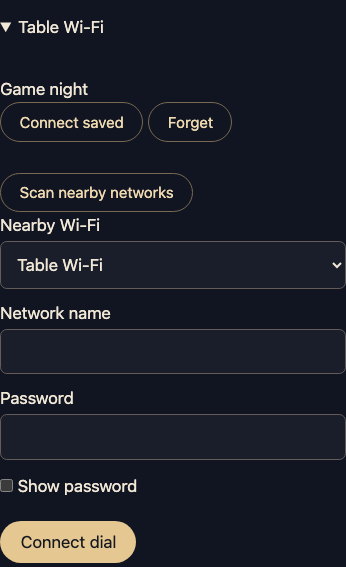 ▼ Table Wi-Fi
Game night
Connect saved Forget
Scan nearby networks
Nearby Wi-Fi
Table Wi-Fi
Network name
Password
Show password
Connect dial